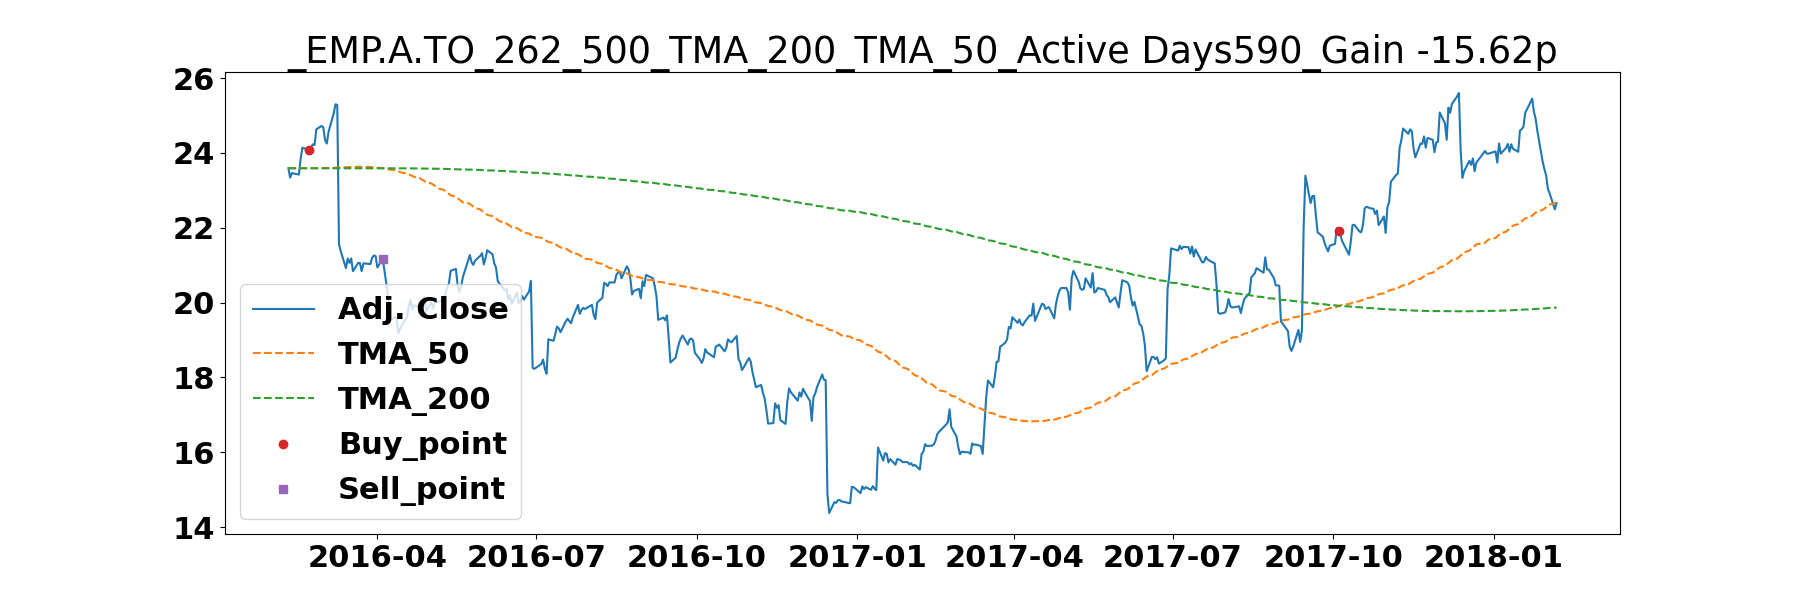 _EMP.A.TO_262_500_TMA_200_TMA_50_Active Days590_Gain -15.62p
26
24
22
20
18
16
14
Adj. Close
TMA_50
TMA_200
Buy_point
Sell_point
2016-04 2016-07 2016-10 2017-01 2017-04 2017-07 2017-10 2018-01